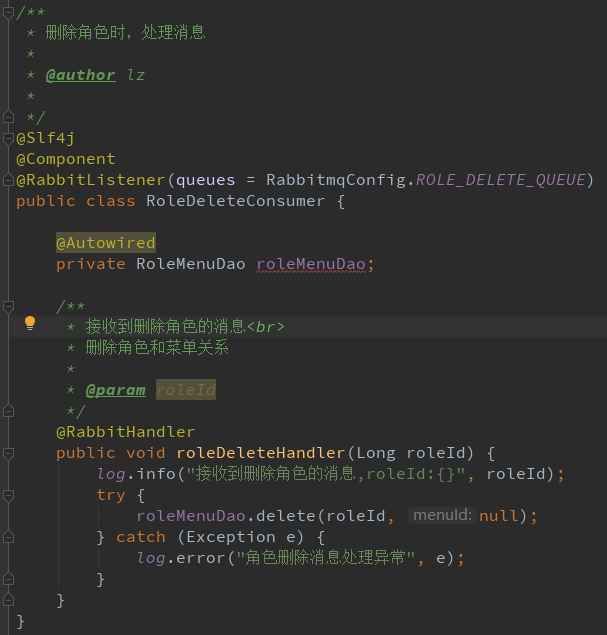 /**
 * 删除角色时，处理消息
 *
 * @author lz
 *
 */
@Slf4j
@Component
@RabbitListener(queues = RabbitmqConfig.ROLE_DELETE_QUEUE)
public class RoleDeleteConsumer {

    @Autowired
    private RoleMenuDao roleMenuDao;

    /**
     * 接收到删除角色的消息<br>
     * 删除角色和菜单关系
     *
     * @param roleId
     */
    @RabbitHandler
    public void roleDeleteHandler(Long roleId) {
        log.info("接收到删除角色的消息,roleId:{}", roleId);
        try {
            roleMenuDao.delete(roleId, menuId: null);
        } catch (Exception e) {
            log.error("角色删除消息处理异常", e);
        }
    }
}